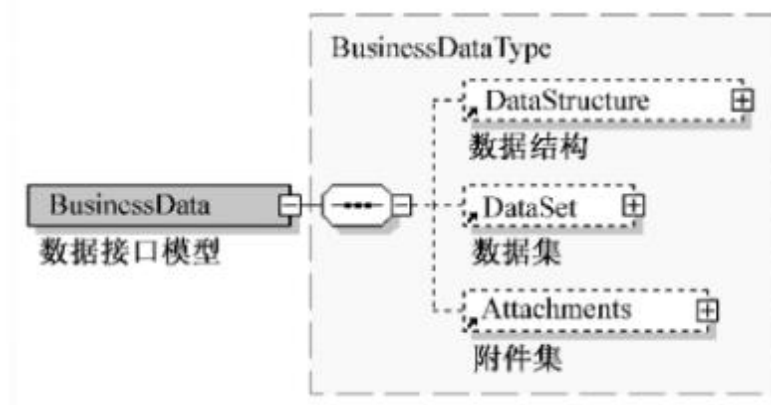 BusinessDataType
DataStructure
数据结构
BusinessData
数据接口模型
DataSet
数据集
Attachments
附件集